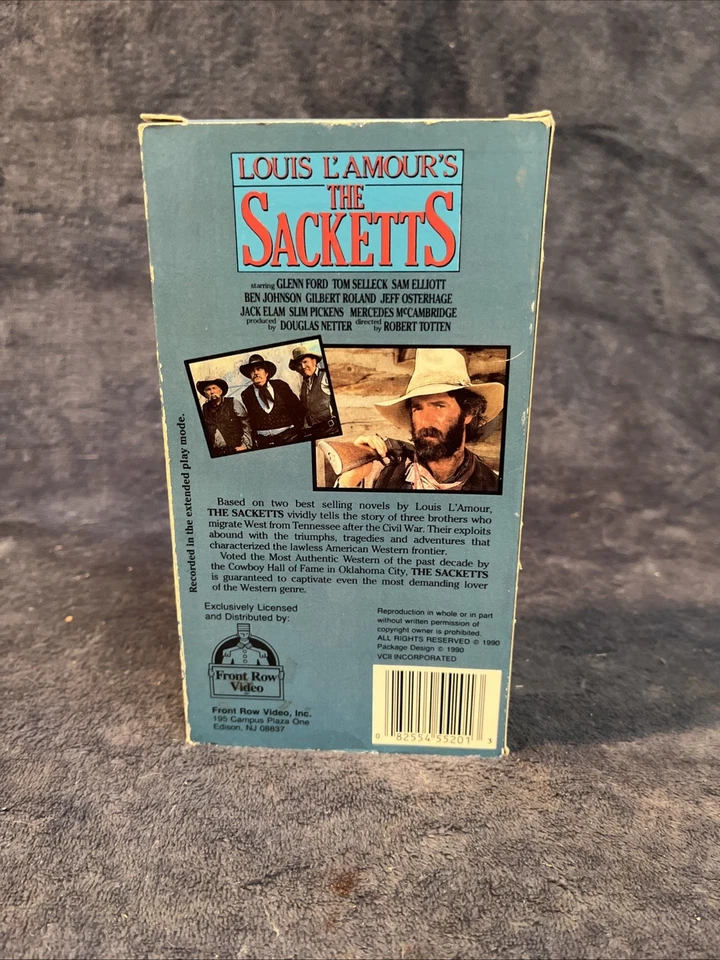 LOUIS L'AMOUR'S
THE
SACKETTS
starring GLENN FORD TOM SELLECK SAM ELLIOTT
BEN JOHNSON GILBERT ROLAND JEFF OSTERHAGE
JACK ELAM SLIM PICKENS MERCEDES McCAMBRIDGE
produced by DOUGLAS NETTER directed by ROBERT TOTTEN
Recorded in the extended play mode.
Based on two best selling novels by Louis L'Amour,
THE SACKETTS vividly tells the story of three brothers who
migrate West from Tennessee after the Civil War. Their exploits
abound with the triumphs, tragedies and adventures that
characterized the lawless American Western frontier.
Voted the Most Authentic Western of the past decade by
the Cowboy Hall of Fame in Oklahoma City, THE SACKETTS
is guaranteed to captivate even the most demanding lover
of the Western genre.
Exclusively Licensed
and Distributed by:
Front Row
Video
Front Row Video, Inc.
195 Campus Plaza One
Edison, NJ 08837
Reproduction in whole or in part
without written permission of
copyright owner is prohibited.
ALL RIGHTS RESERVED © 1990
Package Design © 1990
VCII INCORPORATED
0 82554 55201 3